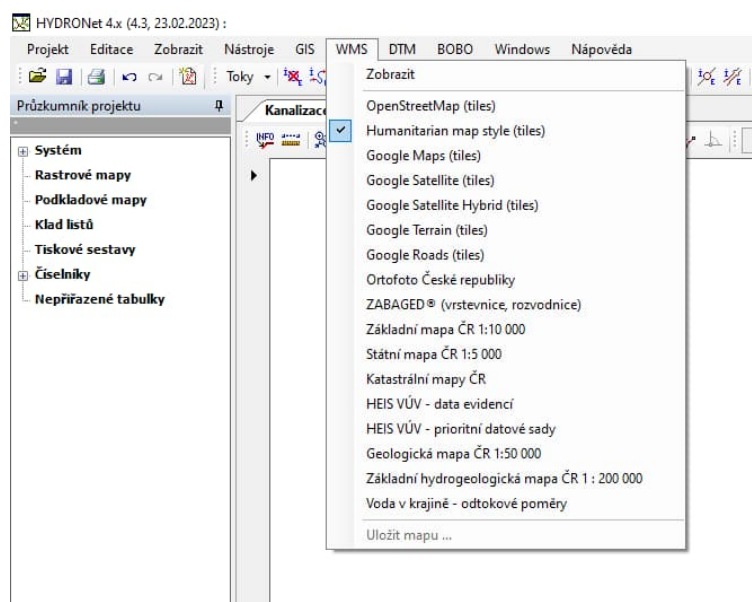 HYDRONet 4.x (4.3, 23.02.2023) :
Projekt Editace Zobrazit Nástroje GIS WMS DTM BOBO Windows Nápověda
Toky
Průzkumník projektu
Kanalizace
*
INFO
Systém
Rastrové mapy
Podkladové mapy
Klad listů
Tiskové sestavy
Číselníky
Nepřiřazené tabulky
Zobrazit
OpenStreetMap (tiles)
Humanitarian map style (tiles)
Google Maps (tiles)
Google Satellite (tiles)
Google Satellite Hybrid (tiles)
Google Terrain (tiles)
Google Roads (tiles)
Ortofoto České republiky
ZABAGED® (vrstevnice, rozvodnice)
Základní mapa ČR 1:10 000
Státní mapa ČR 1:5 000
Katastrální mapy ČR
HEIS VÚV - data evidencí
HEIS VÚV - prioritní datové sady
Geologická mapa ČR 1:50 000
Základní hydrogeologická mapa ČR 1 : 200 000
Voda v krajině - odtokové poměry
Uložit mapu ...